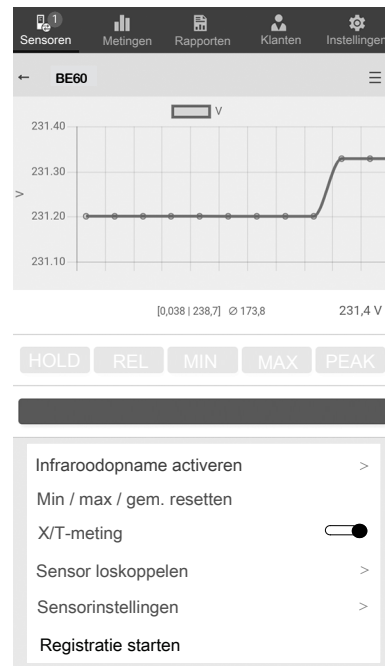 1
Sensoren Metingen Rapporten Klanten Instellingen
← BE60
V
231.40
231.30
V
231.20
231.10
[0,038 | 238,7] ∅ 173,8 231,4 V
HOLD REL MIN MAX PEAK
Infraroodopname activeren >
Min / max / gem. resetten
X/T-meting
Sensor loskoppelen >
Sensorinstellingen >
Registratie starten